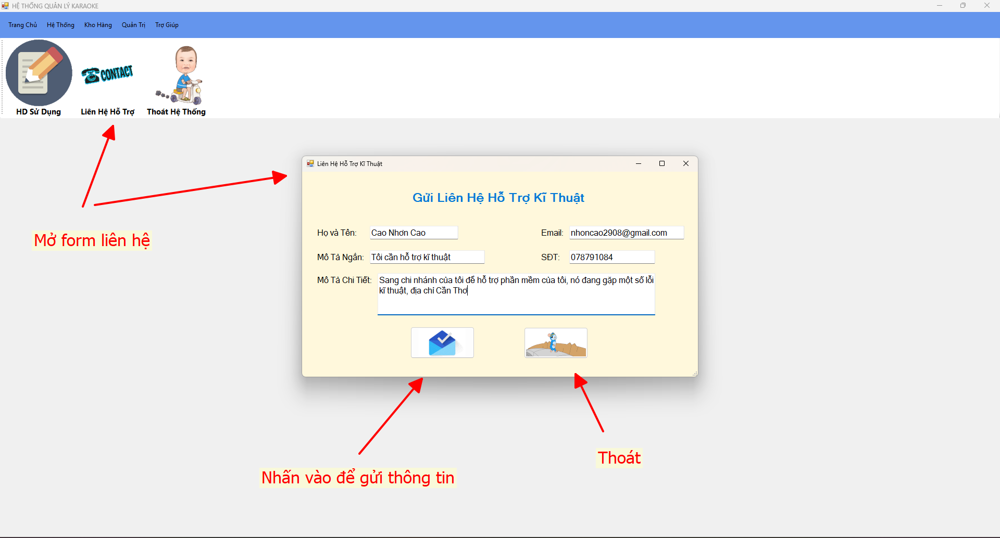 HỆ THỐNG QUẢN LÝ KARAOKE
Trang Chủ Hệ Thống Kho Hàng Quản Trị Trợ Giúp
CONTACT
HD Sử Dụng Liên Hệ Hỗ Trợ Thoát Hệ Thống
Liên Hệ Hỗ Trợ Kĩ Thuật
Gửi Liên Hệ Hỗ Trợ Kĩ Thuật
Họ và Tên: Cao Nhơn Cao Email: nhoncao2908@gmail.com
Mô Tả Ngắn: Tôi cần hỗ trợ kĩ thuật SĐT: 078791084
Mô Tả Chi Tiết: Sang chi nhánh của tôi để hỗ trợ phần mềm của tôi, nó đang gặp một số lỗi
kĩ thuật, địa chỉ Cần Thơ
Mở form liên hệ
Thoát
Nhấn vào để gửi thông tin